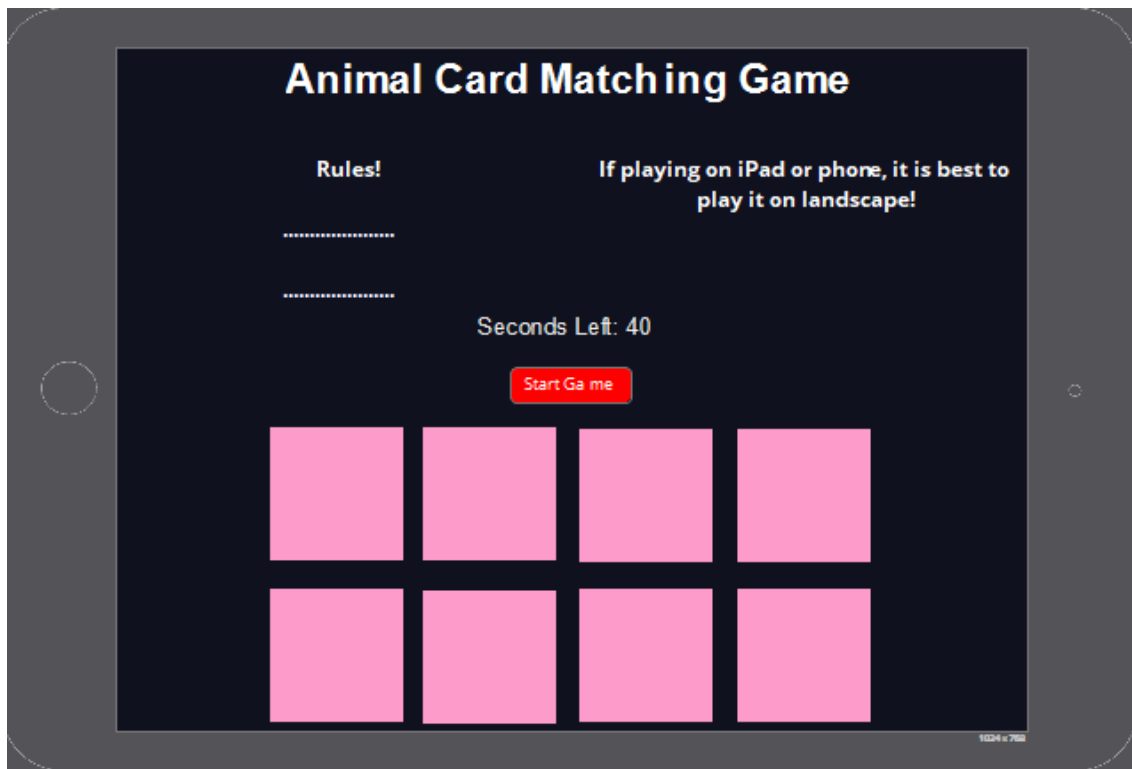 Animal Card Matching Game
Rules!
If playing on iPad or phone, it is best to
play it on landscape!
.....................
.....................
Seconds Left: 40
Start Game
1024 x 768